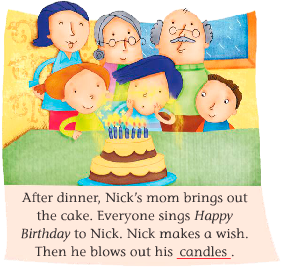 After dinner, Nick's mom brings out
the cake. Everyone sings Happy
Birthday to Nick. Nick makes a wish.
Then he blows out his candles.